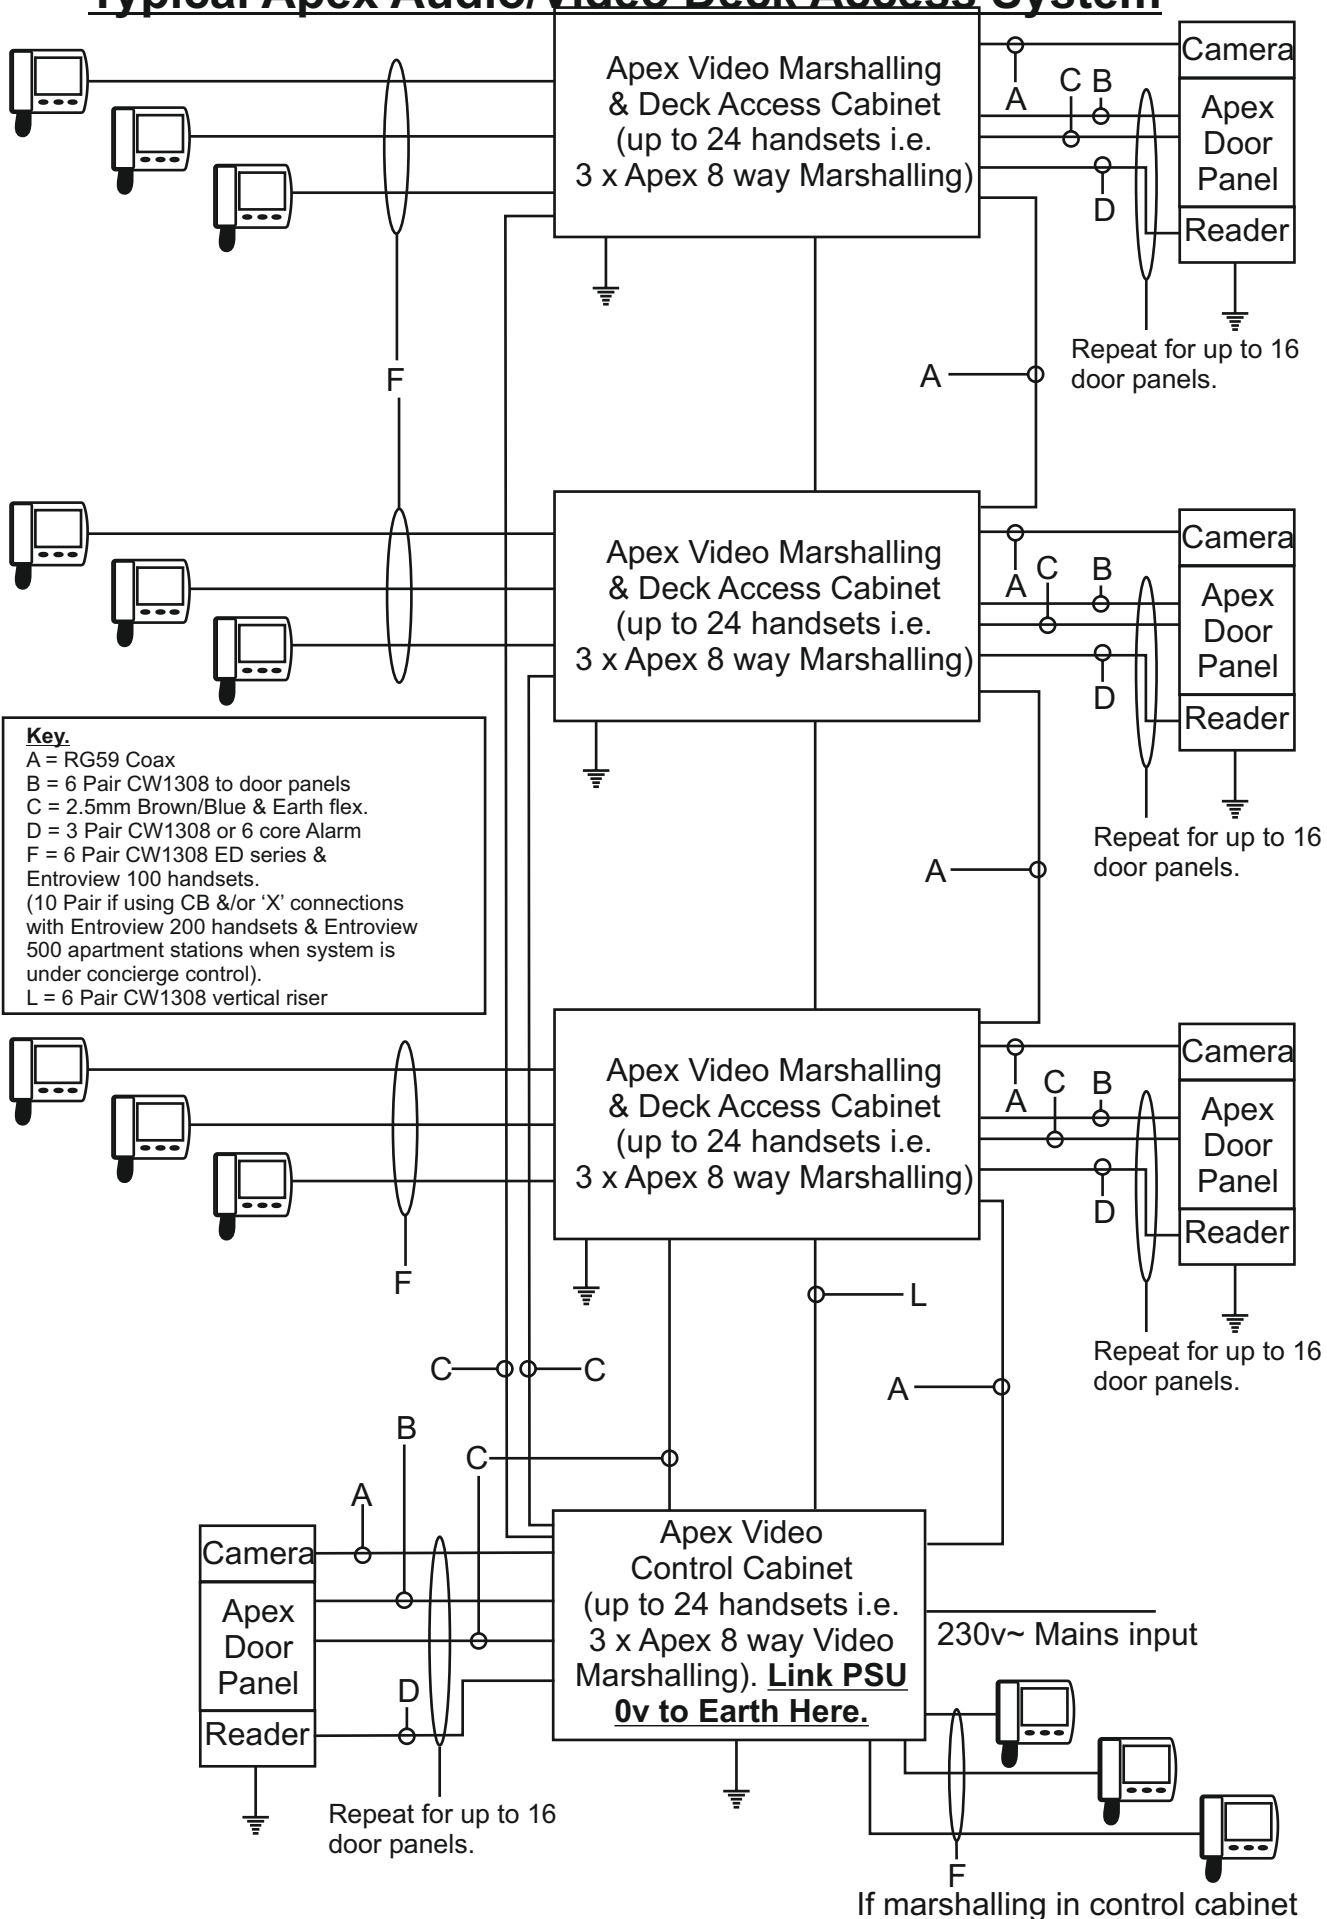 Typical Apex Audio/Video Deck Access System
Apex Video Marshalling
& Deck Access Cabinet
(up to 24 handsets i.e.
3 x Apex 8 way Marshalling)
Camera
Apex
Door
Panel
Reader
A
C
B
D
Repeat for up to 16
door panels.
F
A
Apex Video Marshalling
& Deck Access Cabinet
(up to 24 handsets i.e.
3 x Apex 8 way Marshalling)
Camera
Apex
Door
Panel
Reader
A
C
B
D
Repeat for up to 16
door panels.
A
Key.
A = RG59 Coax
B = 6 Pair CW1308 to door panels
C = 2.5mm Brown/Blue & Earth flex.
D = 3 Pair CW1308 or 6 core Alarm
F = 6 Pair CW1308 ED series &
Entroview 100 handsets.
(10 Pair if using CB &/or ‘X’ connections
with Entroview 200 handsets & Entroview
500 apartment stations when system is
under concierge control).
L = 6 Pair CW1308 vertical riser
Apex Video Marshalling
& Deck Access Cabinet
(up to 24 handsets i.e.
3 x Apex 8 way Marshalling)
Camera
Apex
Door
Panel
Reader
A
C
B
D
Repeat for up to 16
door panels.
F
L
C
C
A
B
C
A
Camera
Apex
Door
Panel
Reader
D
Repeat for up to 16
door panels.
Apex Video
Control Cabinet
(up to 24 handsets i.e.
3 x Apex 8 way Video
Marshalling). Link PSU
0v to Earth Here.
230v~ Mains input
F
If marshalling in control cabinet